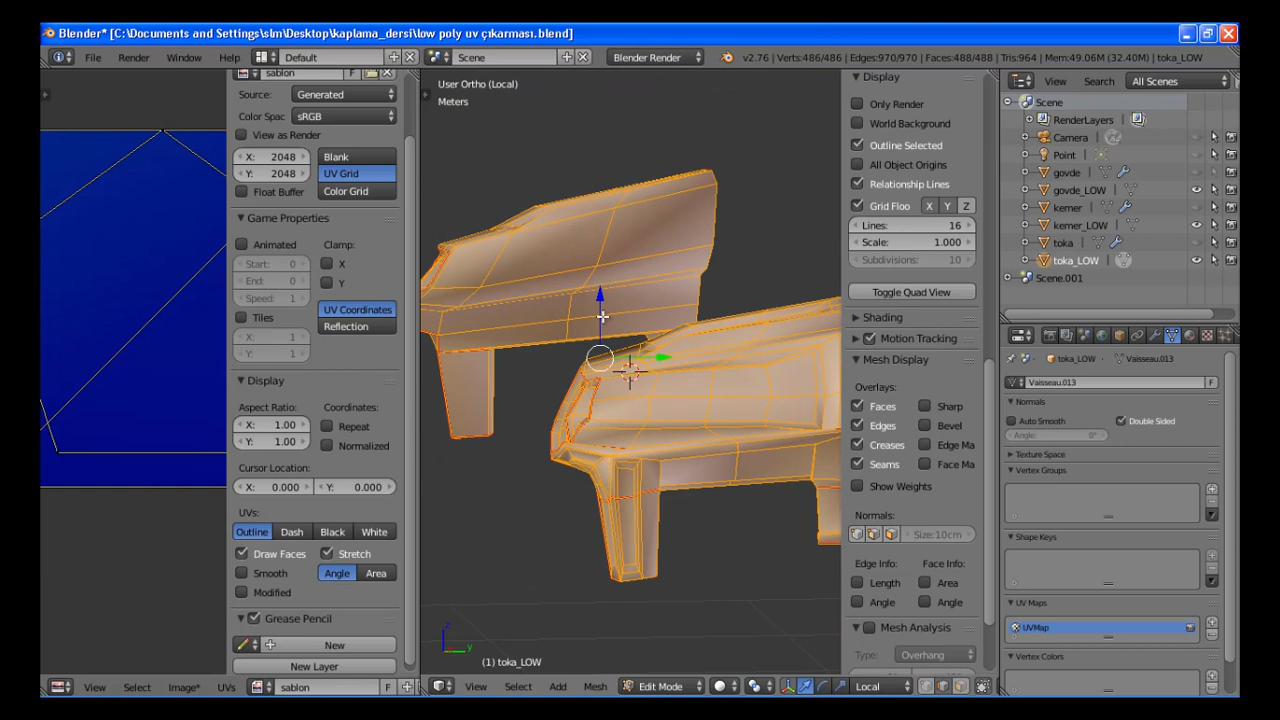 Blender* [C:\Documents and Settings\slm\Desktop\kaplama_dersi\low poly uv çıkarması.blend]
File Render Window Help Default Scene Blender Render v2.76 | Verts:486/486 | Edges:970/970 | Faces:488/488 | Tris:964 | Mem:49.06M (32.40M) | toka_LOW
sablon F
Source: Generated
Color Spac sRGB
View as Render
X: 2048 Blank
Y: 2048 UV Grid
Float Buffer Color Grid
Game Properties
Animated Clamp:
Start: 0 X
End: 0 Y
Speed: 1
UV Coordinates
Tiles Reflection
X: 1
Y: 1
Display
Aspect Ratio: Coordinates:
X: 1.00 Repeat
Y: 1.00 Normalized
Cursor Location:
X: 0.000 Y: 0.000
UVs:
Outline Dash Black White
Draw Faces Stretch
Smooth Angle Area
Modified
Grease Pencil
New
New Layer
View Select Image* UVs sablon F
User Ortho (Local)
Meters
z
y
(1) toka_LOW
View Select Add Mesh Edit Mode Local
Display
Only Render
World Background
Outline Selected
All Object Origins
Relationship Lines
Grid Floo X Y Z
Lines: 16
Scale: 1.000
Subdivisions: 10
Toggle Quad View
Shading
Motion Tracking
Mesh Display
Overlays:
Faces Sharp
Edges Bevel
Creases Edge Ma
Seams Face Ma
Show Weights
Normals:
Size:10cm
Edge Info: Face Info:
Length Area
Angle Angle
Mesh Analysis
Type: Overhang
View Search All Scenes
Scene
RenderLayers
Camera
Point
govde
govde_LOW
kemer
kemer_LOW
toka
toka_LOW
Scene.001
toka_LOW Vaisseau.013
Vaisseau.013 F
Normals
Auto Smooth Double Sided
Angle: 0°
Texture Space
Vertex Groups
Shape Keys
UV Maps
UVMap
Vertex Colors